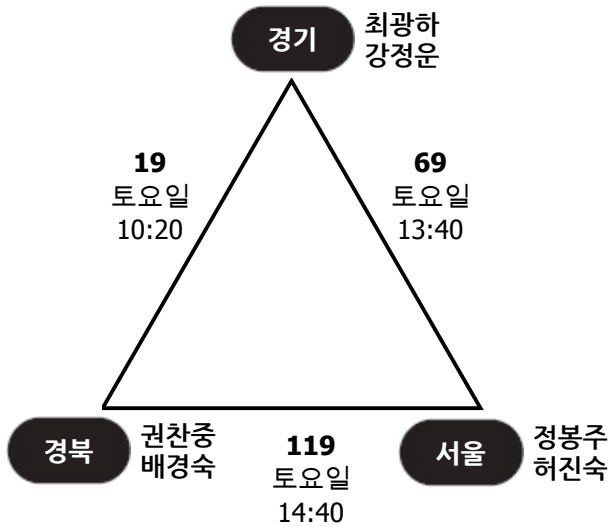 경기
최광하
강정운
19
토요일
10:20
69
토요일
13:40
경북
권찬중
배경숙
119
토요일
14:40
서울
정봉주
허진숙